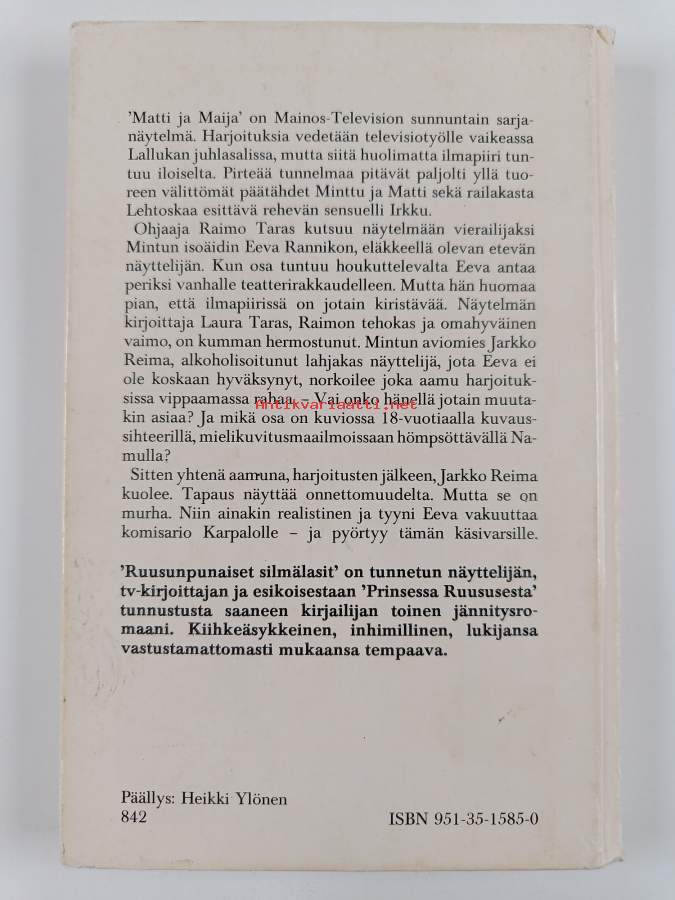 'Matti ja Maija' on Mainos-Television sunnuntain sarja-
näytelmä. Harjoituksia vedetään televisiotyölle vaikeassa
Lallukan juhlasalissa, mutta siitä huolimatta ilmapiiri tun-
tuu iloiselta. Pirteää tunnelmaa pitävät paljolti yllä tuo-
reen välittömät päätähdet Minttu ja Matti sekä railakasta
Lehtoskaa esittävä rehevän sensuelli Irkku.
Ohjaaja Raimo Taras kutsuu näytelmään vierailijaksi
Mintun isoäidin Eeva Rannikon, eläkkeellä olevan etevän
näyttelijän. Kun osa tuntuu houkuttelevalta Eeva antaa
periksi vanhalle teatterirakkaudelleen. Mutta hän huomaa
pian, että ilmapiirissä on jotain kiristävää. Näytelmän
kirjoittaja Laura Taras, Raimon tehokas ja omahyväinen
vaimo, on kumman hermostunut. Mintun aviomies Jarkko
Reima, alkoholisoitunut lahjakas näyttelijä, jota Eeva ei
ole koskaan hyväksynyt, norkoilee joka aamu harjoituk-
sissa vippaamassa rahaa. – Vai onko hänellä jotain muuta-
kin asiaa? Ja mikä osa on kuviossa 18-vuotiaalla kuvaus-
sihteerillä, mielikuvitusmaailmoissaan hömpsöttävällä Na-
mulla?
Sitten yhtenä aamuna, harjoitusten jälkeen, Jarkko Reima
kuolee. Tapaus näyttää onnettomuudelta. Mutta se on
murha. Niin ainakin realistinen ja tyyni Eeva vakuuttaa
komisario Karpalolle – ja pyörtyy tämän käsivarsille.
'Ruusunpunaiset silmälasit' on tunnetun näyttelijän,
tv-kirjoittajan ja esikoisestaan 'Prinsessa Ruususesta'
tunnustusta saaneen kirjailijan toinen jännitysro-
maani. Kiihkeäsykkeinen, inhimillinen, lukijansa
vastustamattomasti mukaansa tempaava.
Antikvariaatti.net
Päällys: Heikki Ylönen
842
ISBN 951-35-1585-0